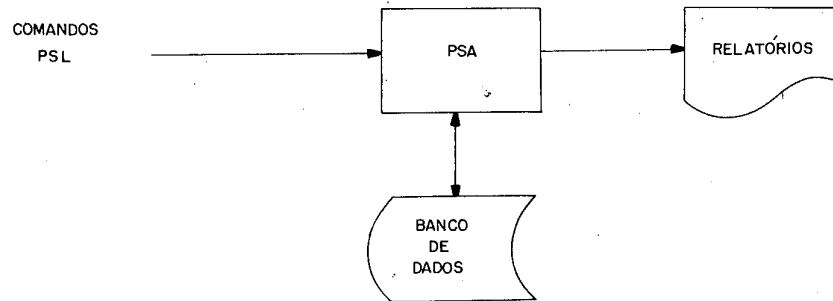 COMANDOS
PSL
PSA
RELATÓRIOS
BANCO
DE
DADOS